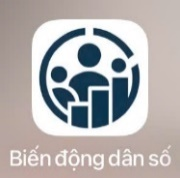 Biến động dân số